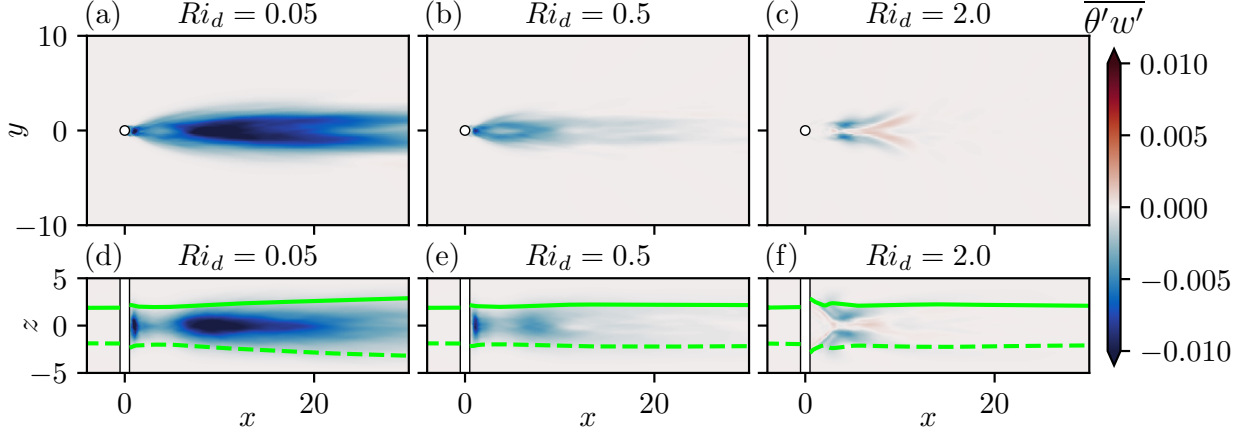 (a) Ri_d = 0.05 (b) Ri_d = 0.5 (c) Ri_d = 2.0 \overline{θ′w′}
10
y 0
−10
0.010
0.005
0.000
−0.005
−0.010
(d) Ri_d = 0.05 (e) Ri_d = 0.5 (f) Ri_d = 2.0
5
z 0
−5
0 20 0 20 0 20
x x x